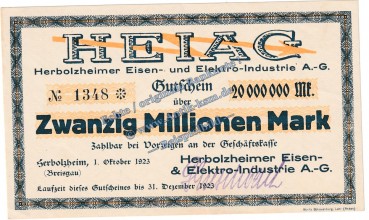 HEIAG
Herbolzheimer Eisen- und Elektro-Industrie A.-G.
№ 1348 ※ Gutschein über 20 000 000 Mk.
Zwanzig Millionen Mark
Zahlbar bei Vorzeigen an der Geschäftskasse
Herbolzheim, 1. Oktober 1923
(Breisgau)
Herbolzheimer Eisen-
& Elektro-Industrie A.-G.
Laufzeit dieses Gutscheines bis 31. Dezember 1923